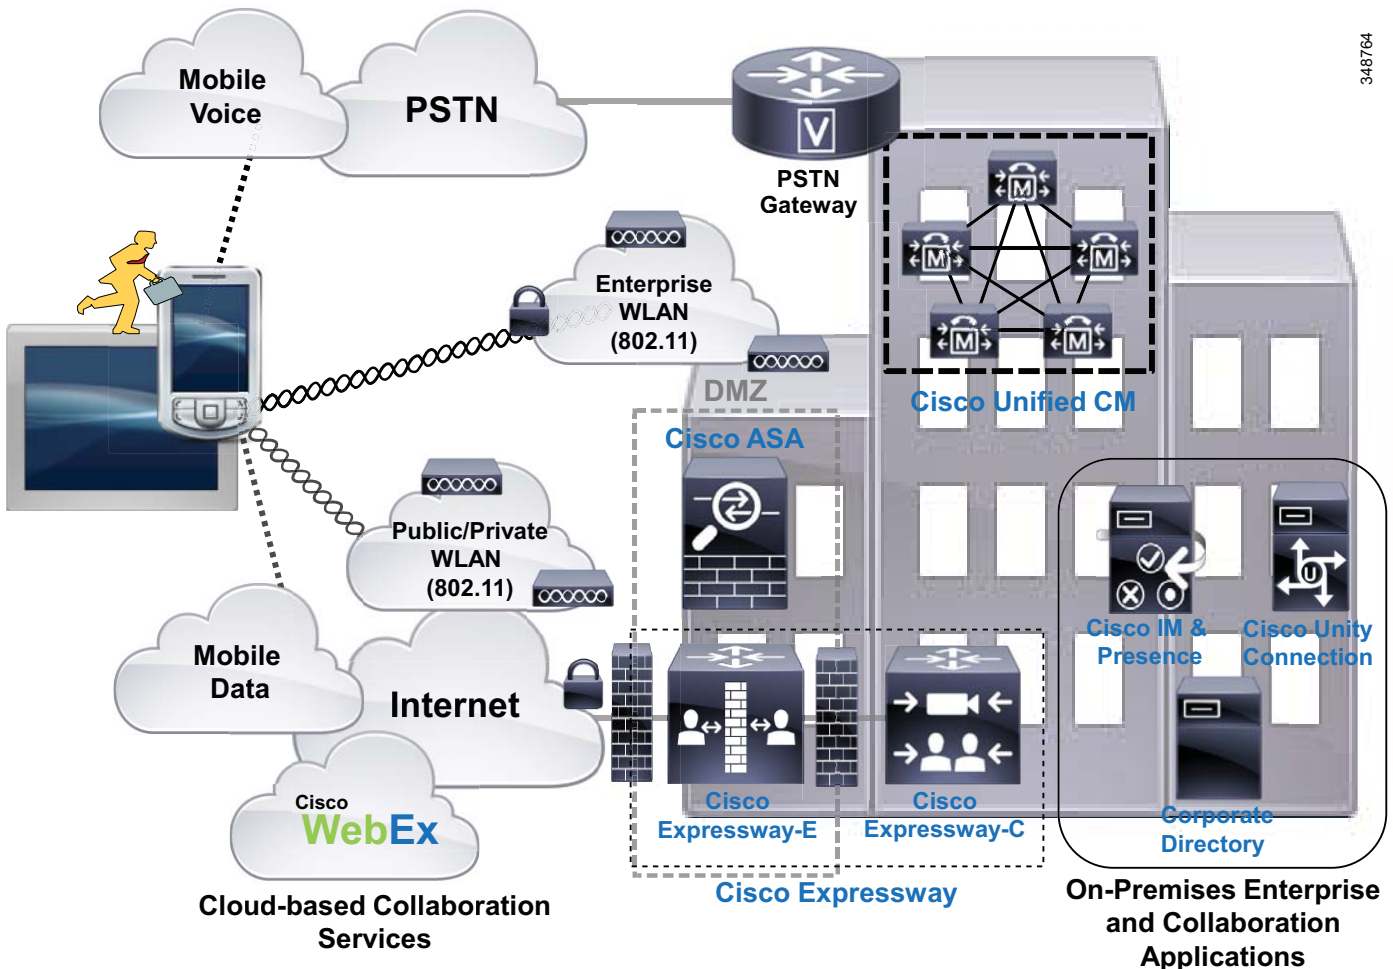 348764
Mobile
Voice
PSTN
V
PSTN
Gateway
M
M
M
M
M
Cisco Unified CM
Enterprise
WLAN
(802.11)
DMZ
Cisco ASA
Public/Private
WLAN
(802.11)
U
Cisco IM &
Presence
Cisco Unity
Connection
Mobile
Data
Internet
Cisco
WebEx
Cisco
Expressway-E
Cisco
Expressway-C
Corporate
Directory
Cisco Expressway
Cloud-based Collaboration
Services
On-Premises Enterprise
and Collaboration
Applications